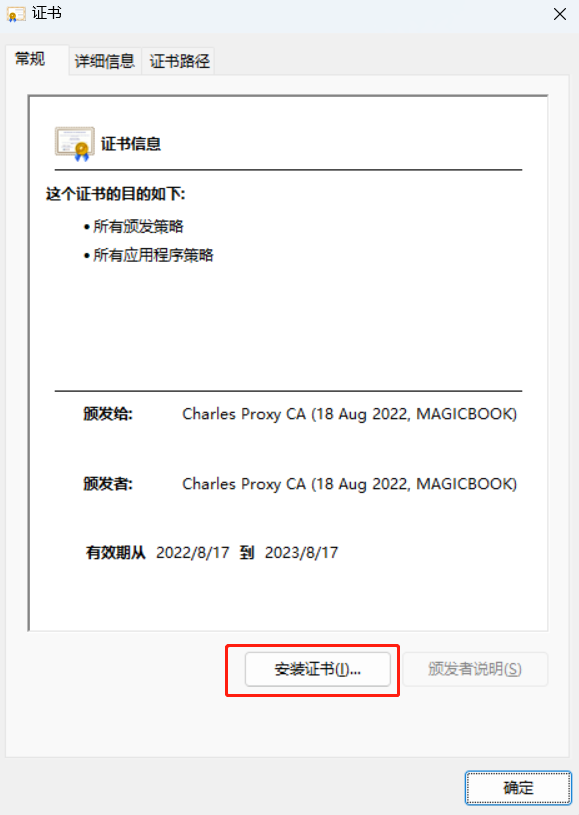 证书
常规 详细信息 证书路径
证书信息
这个证书的目的如下:
• 所有颁发策略
• 所有应用程序策略
颁发给: Charles Proxy CA (18 Aug 2022, MAGICBOOK)
颁发者: Charles Proxy CA (18 Aug 2022, MAGICBOOK)
有效期从 2022/8/17 到 2023/8/17
安装证书(I)... 颁发者说明(S)
确定